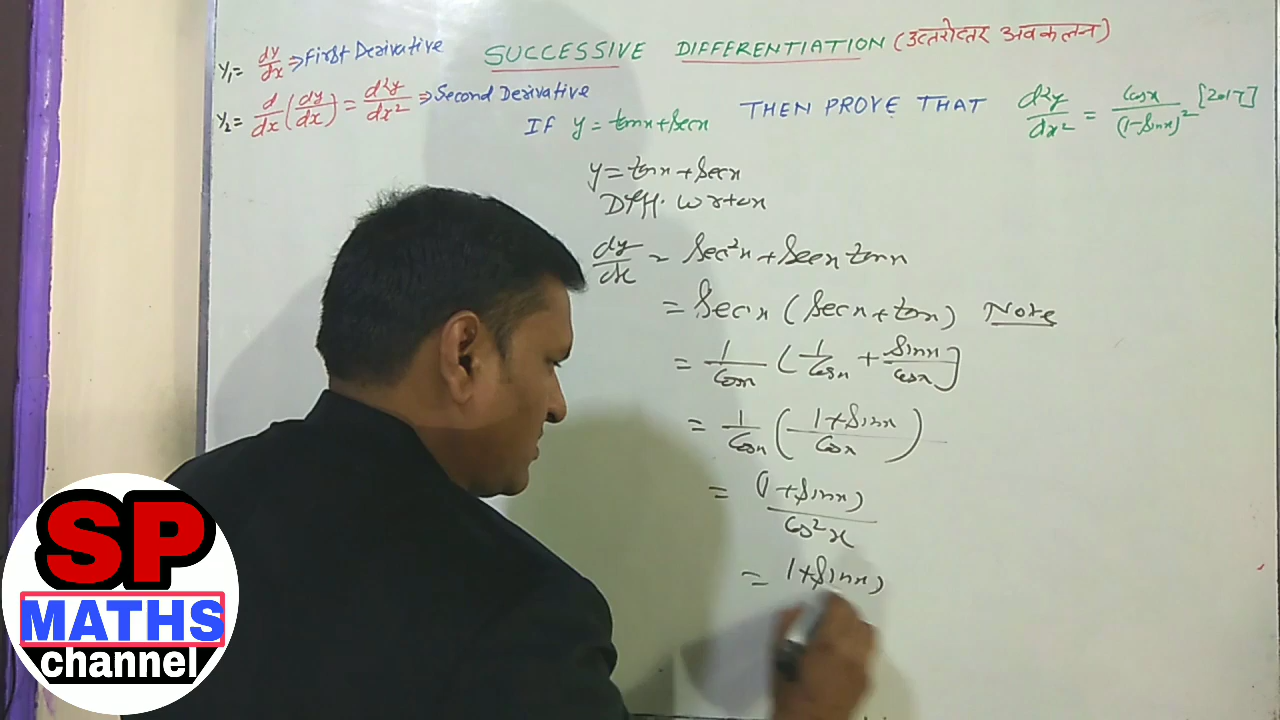 SUCCESSIVE DIFFERENTIATION (उत्तरोत्तर अवकलन)
y₁ = dy/dx ⇒ First Derivative
y₂ = d/dx (dy/dx) = d²y/dx² ⇒ Second Derivative
If y = tanx + secx THEN PROVE THAT d²y/dx² = cosx/(1-sinx)² [2017]
y = tanx + secx
Diff. w r to x
dy/dx = sec²x + secx tanx
= secx (secx + tanx) Note
= 1/cosx (1/cosx + sinx/cosx]
= 1/cosx (1+sinx/cosx)
= (1+sinx)/cos²x
= 1+sinx)
SP
MATHS
channel